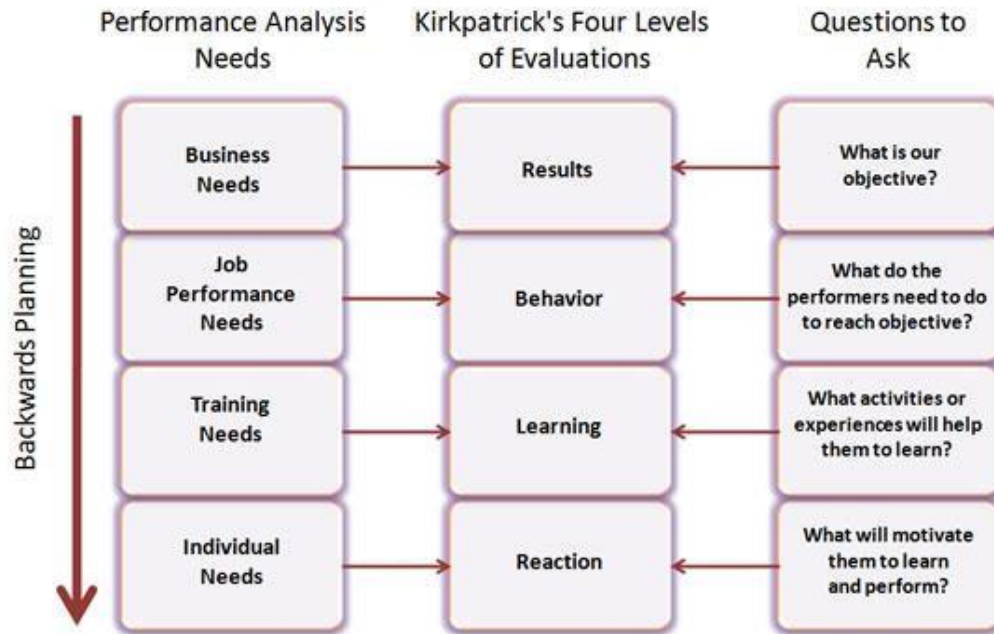 Performance Analysis
Needs
Kirkpatrick's Four Levels
of Evaluations
Questions to
Ask
Backwards Planning
Business
Needs
Results
What is our
objective?
Job
Performance
Needs
Behavior
What do the
performers need to do
to reach objective?
Training
Needs
Learning
What activities or
experiences will help
them to learn?
Individual
Needs
Reaction
What will motivate
them to learn
and perform?